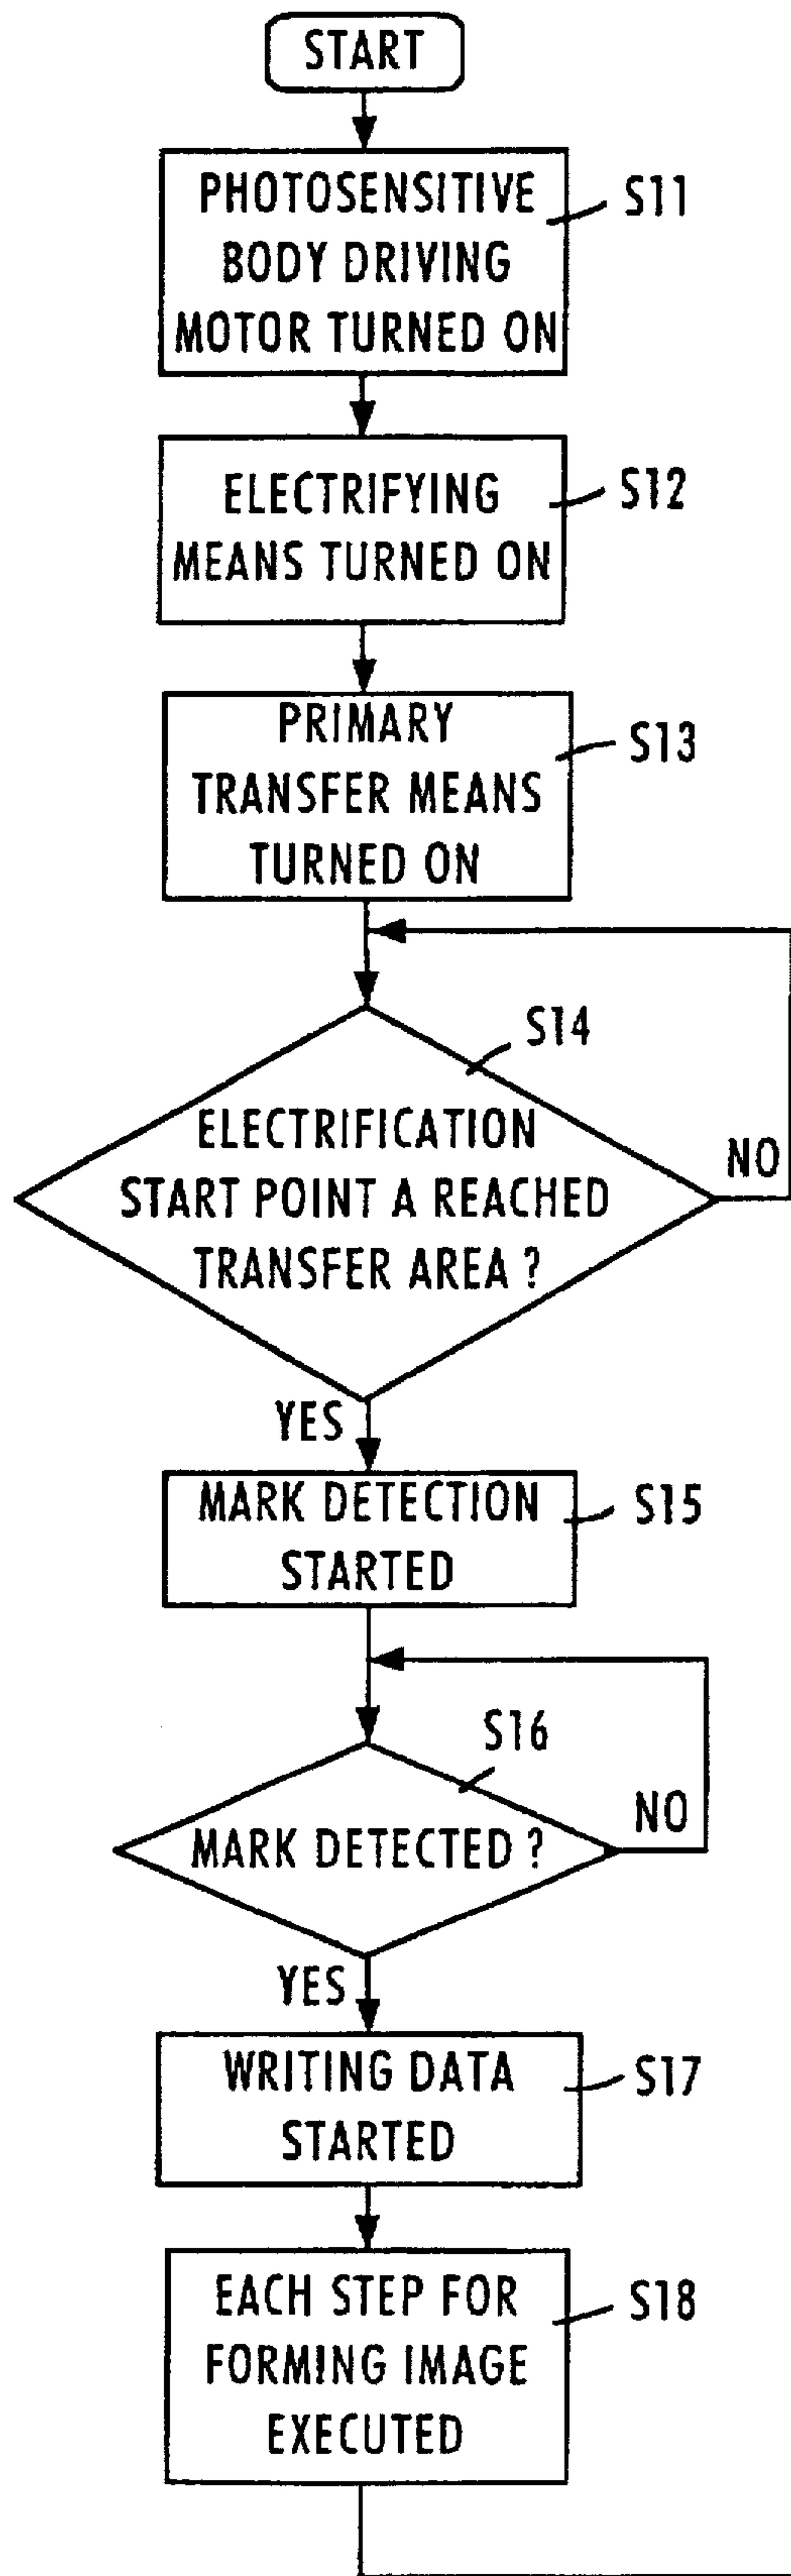 START
PHOTOSENSITIVE
BODY DRIVING
MOTOR TURNED ON
S11
ELECTRIFYING
MEANS TURNED ON
S12
PRIMARY
TRANSFER MEANS
TURNED ON
S13
S14
ELECTRIFICATION
START POINT A REACHED
TRANSFER AREA ?
NO
YES
MARK DETECTION
STARTED
S15
S16
MARK DETECTED ?
NO
YES
WRITING DATA
STARTED
S17
EACH STEP FOR
FORMING IMAGE
EXECUTED
S18